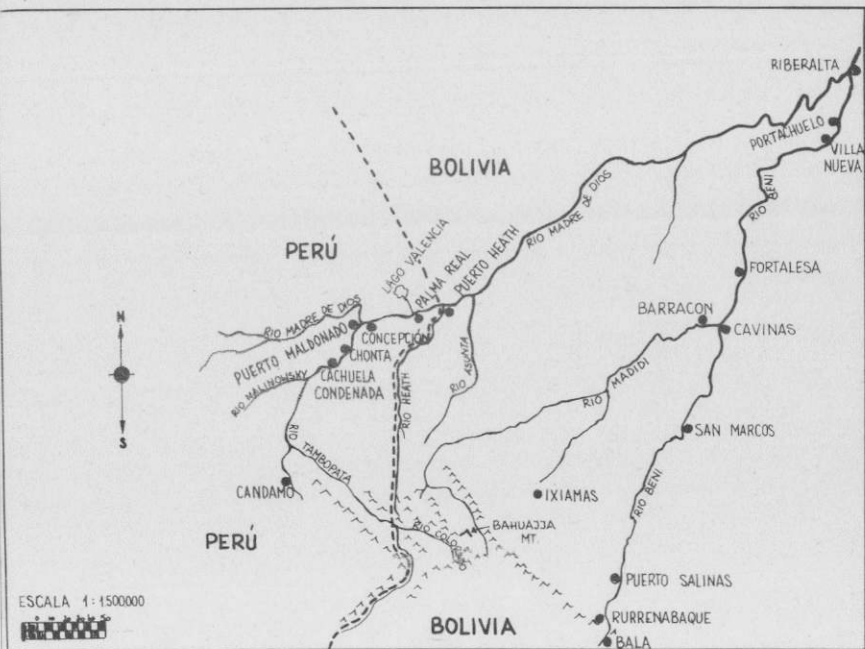 RIBERALTA
PORTACHUELO
VILLA
NUEVA
BOLIVIA
RIO MADRE DE DIOS
RIO BENI
PERÚ
LAGO VALENCIA
PALMA REAL
PUERTO HEATH
FORTALESA
N
S
RIO MADRE DE DIOS
PUERTO MALDONADO
CONCEPCIÓN
CHONTA
CACHUELA
CONDENADA
RIO MALINOWSKY
BARRACON
CAVINAS
RIO ASUNTA
RIO HEATH
RIO MADIDI
SAN MARCOS
RIO TAMBOPATA
CANDAMO
IXIAMAS
RIO BENI
BAHUAJJA
MT.
PERÚ
PUERTO SALINAS
ESCALA 1:1500000
RURRENABAQUE
BOLIVIA
BALA